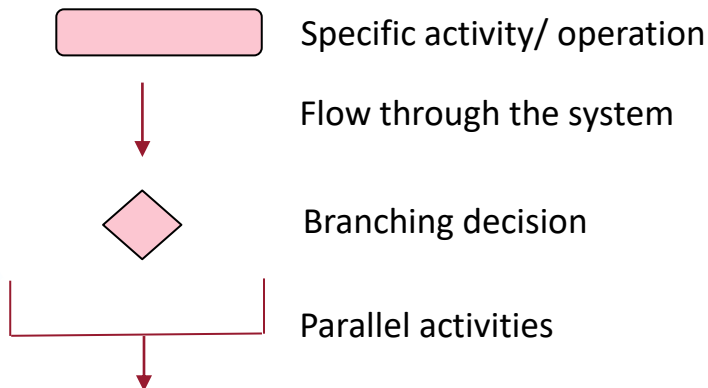 Specific activity/ operation
Flow through the system
Branching decision
Parallel activities